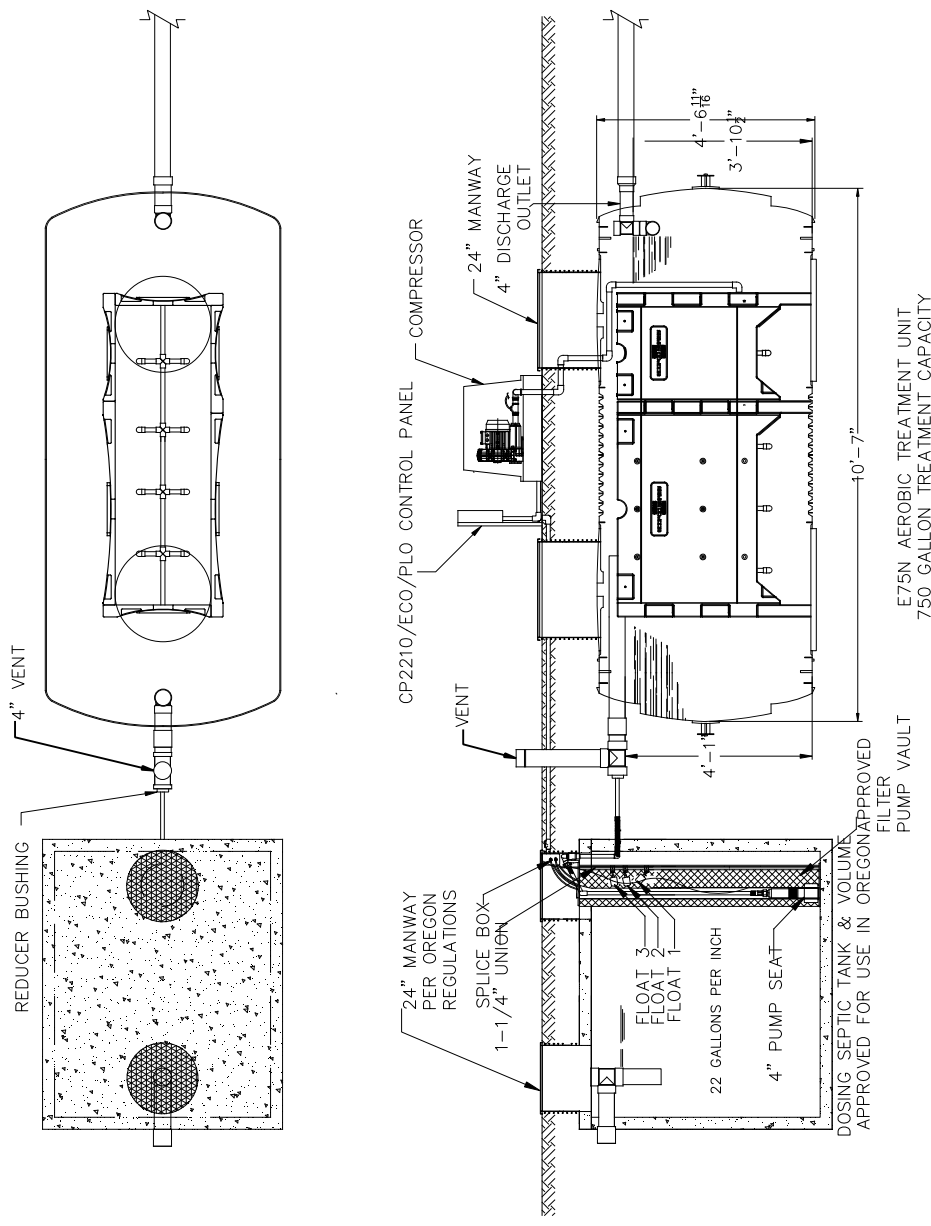 REDUCER BUSHING
4" VENT
24" MANWAY
PER OREGON
REGULATIONS
SPLICE BOX
1-1/4" UNION
VENT
CP2210/ECO/PLO CONTROL PANEL
COMPRESSOR
24" MANWAY
4" DISCHARGE
OUTLET
FLOAT 3
FLOAT 2
FLOAT 1
22 GALLONS PER INCH
4" PUMP SEAT
DOSING SEPTIC TANK & VOLUME
APPROVED FOR USE IN OREGON
APPROVED
FILTER
PUMP VAULT
4'-1"
10'-7"
4'-6 11/16"
3'-10 1/2"
E75N AEROBIC TREATMENT UNIT
750 GALLON TREATMENT CAPACITY